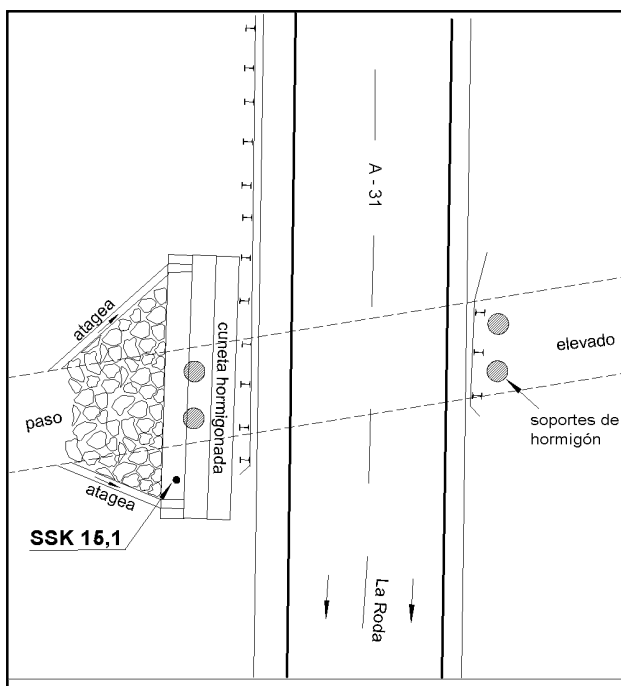 A - 31
atagea
cuneta hormigonada
elevado
paso
soportes de
hormigón
atagea
SSK 15,1
La Roda